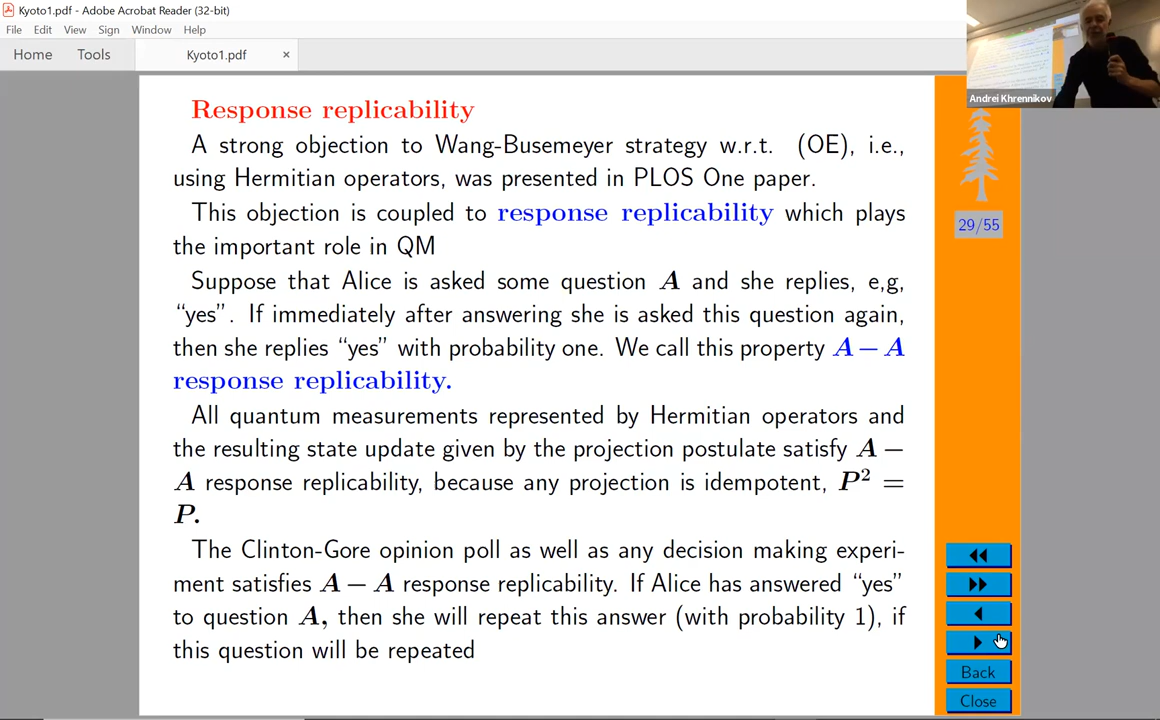 Kyoto1.pdf - Adobe Acrobat Reader (32-bit)
File Edit View Sign Window Help
Home Tools Kyoto1.pdf ×
Andrei Khrennikov
Response replicability
A strong objection to Wang-Busemeyer strategy w.r.t. (OE), i.e.,
using Hermitian operators, was presented in PLOS One paper.
This objection is coupled to response replicability which plays
the important role in QM
Suppose that Alice is asked some question A and she replies, e,g,
“yes”. If immediately after answering she is asked this question again,
then she replies “yes” with probability one. We call this property A − A
response replicability.
All quantum measurements represented by Hermitian operators and
the resulting state update given by the projection postulate satisfy A −
A response replicability, because any projection is idempotent, P² =
P.
The Clinton-Gore opinion poll as well as any decision making experi-
ment satisfies A − A response replicability. If Alice has answered “yes”
to question A, then she will repeat this answer (with probability 1), if
this question will be repeated
29/55
Back
Close